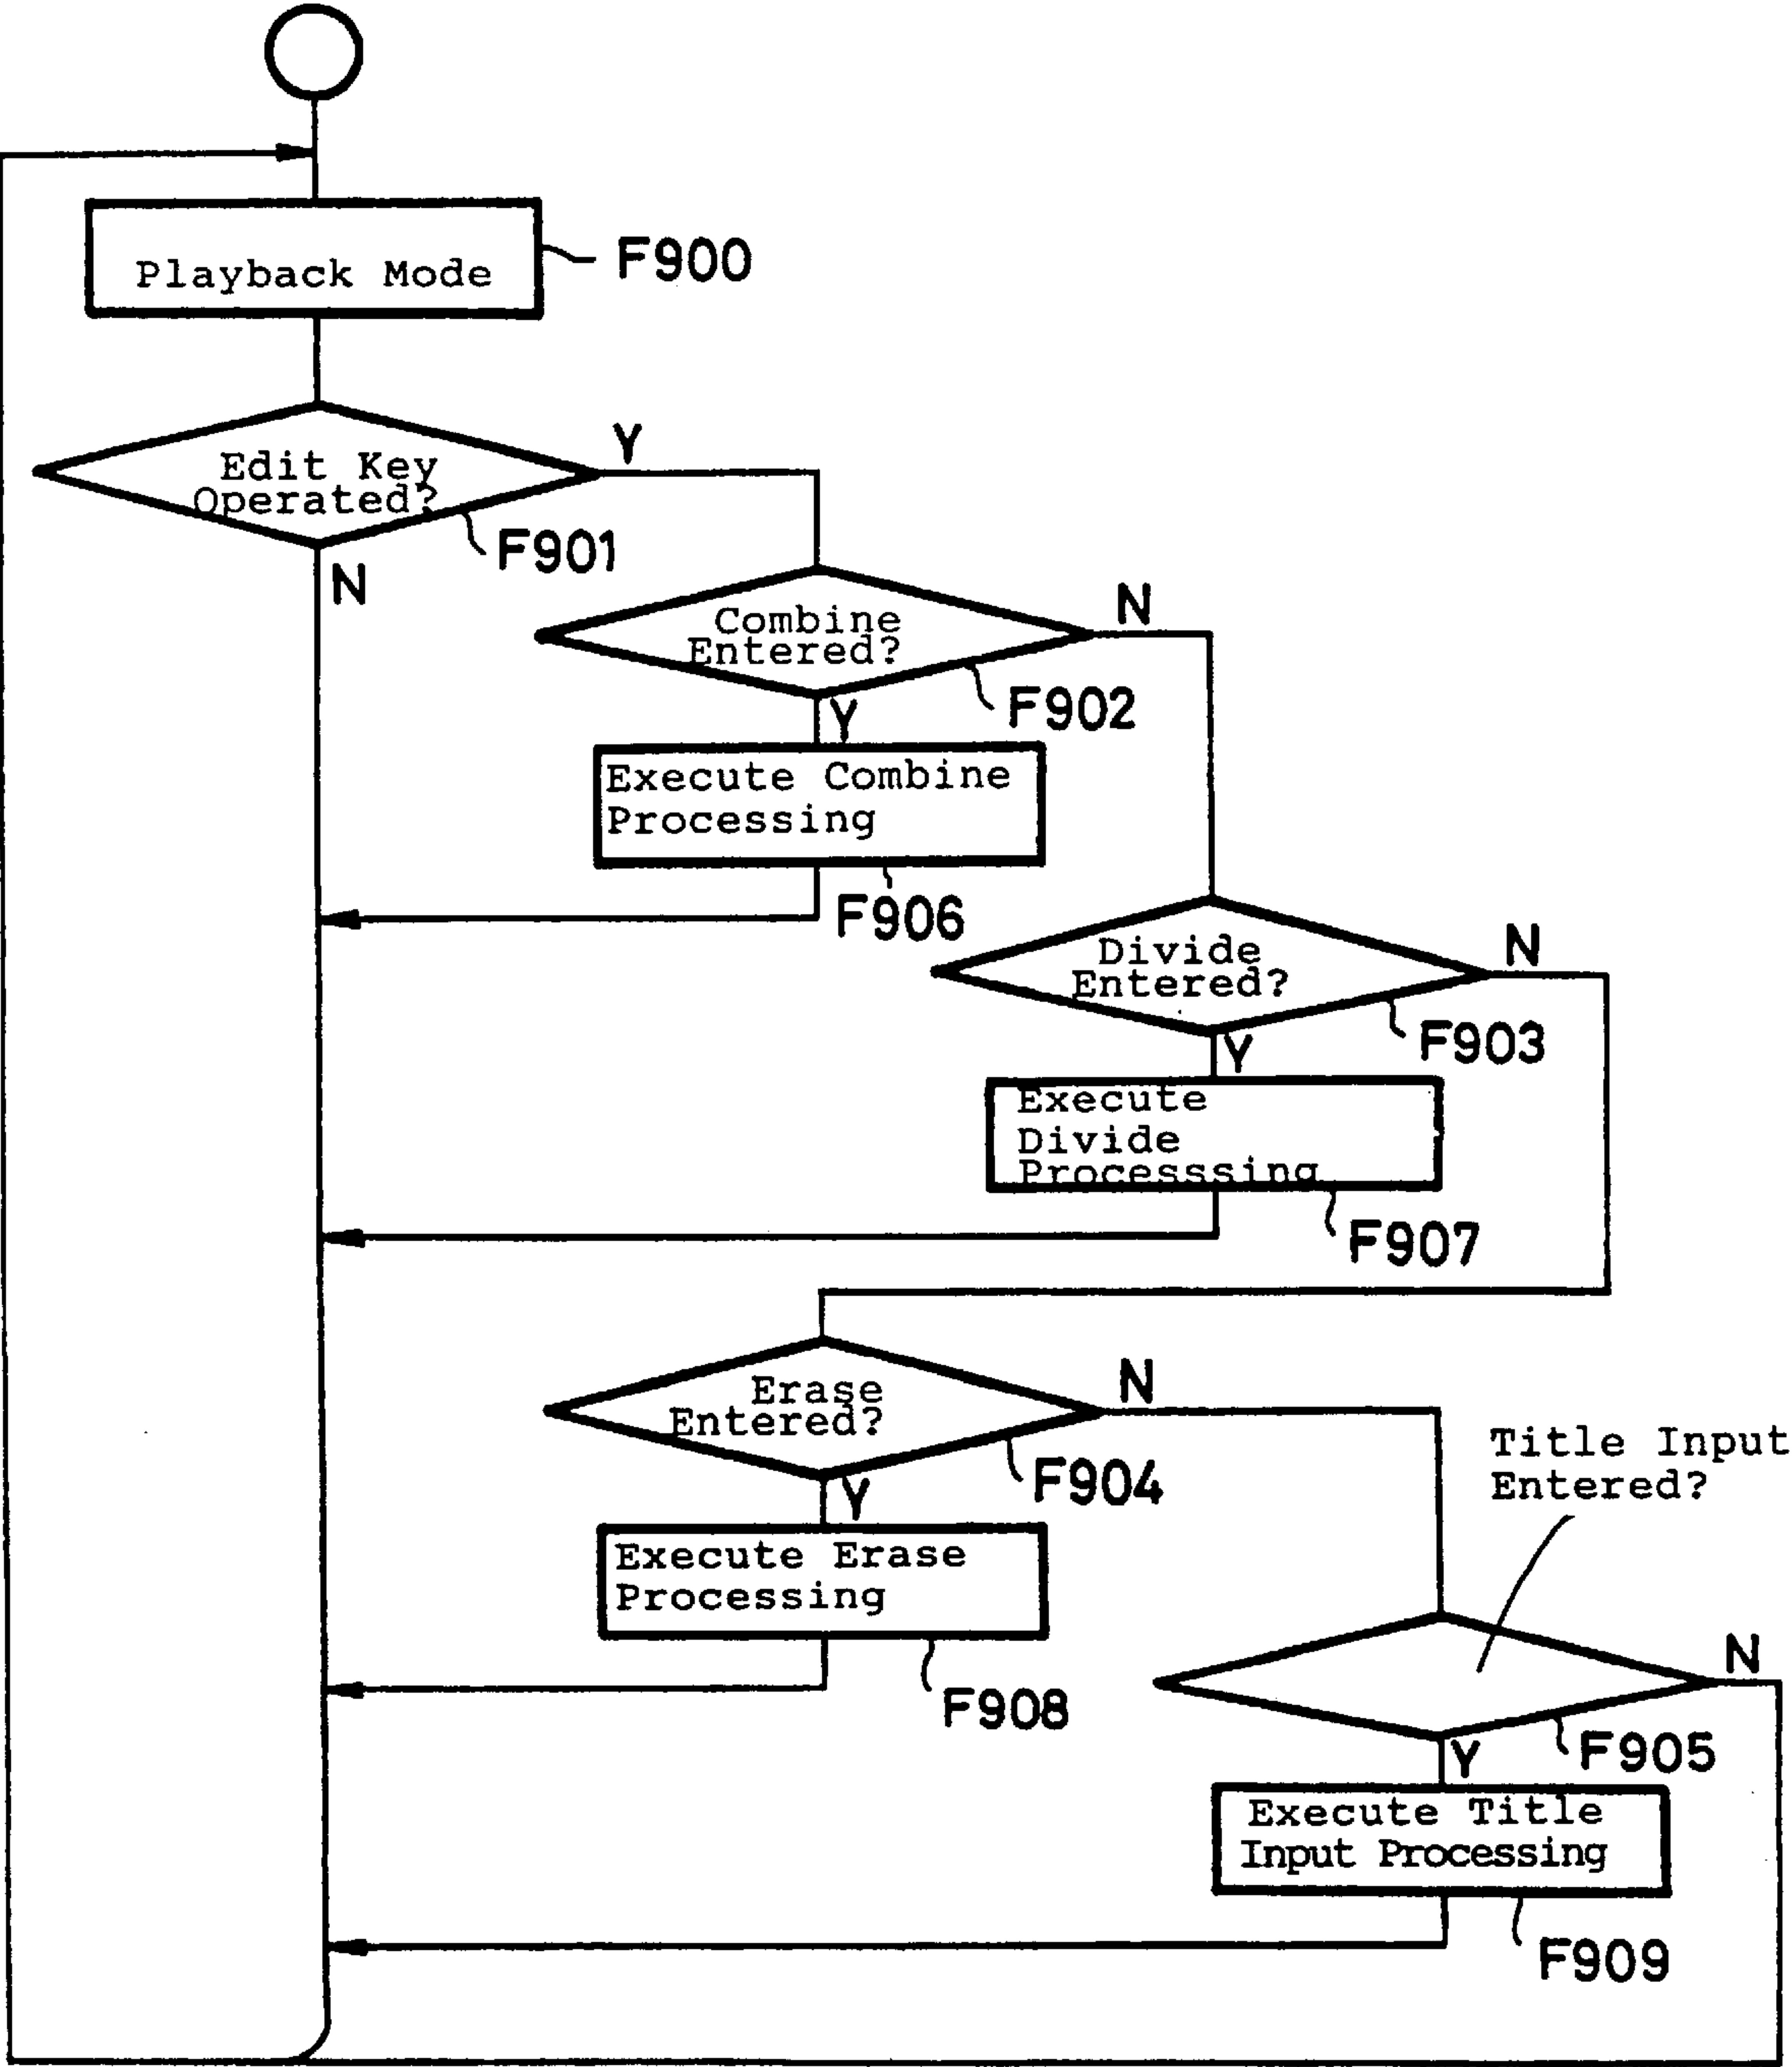 Playback Mode
F900
Edit Key
Operated?
Y
F901
N
Combine
Entered?
N
F902
Y
Execute Combine
Processing
F906
Divide
Entered?
N
F903
Y
Execute
Divide
Processsing
F907
Erase
Entered?
N
F904
Y
Title Input
Entered?
Execute Erase
Processing
F908
N
F905
Y
Execute Title
Input Processing
F909